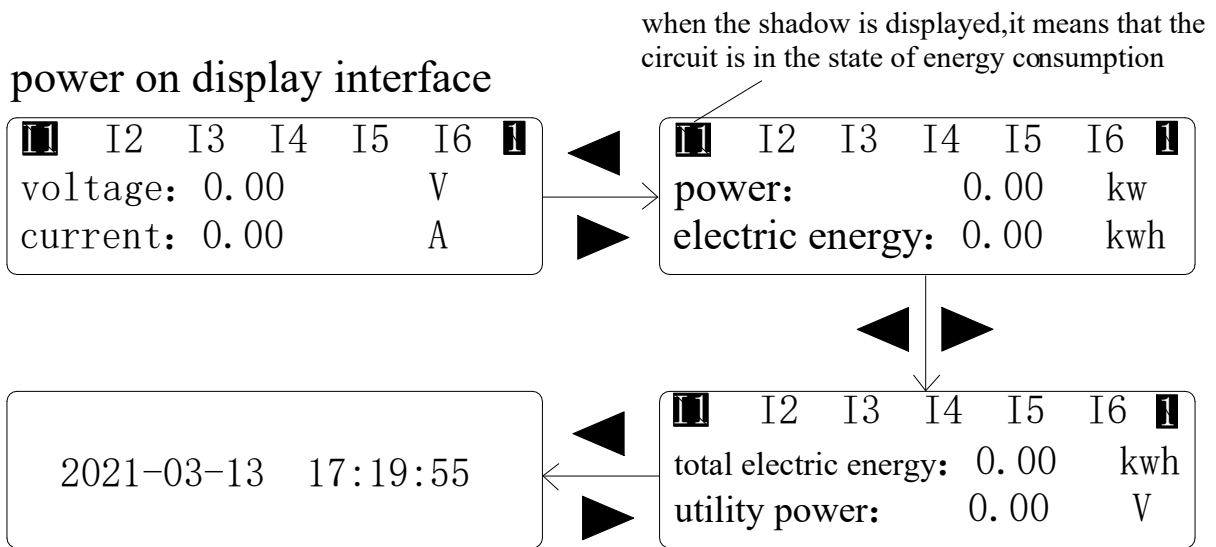 when the shadow is displayed,it means that the
circuit is in the state of energy consumption
power on display interface
I1 I2 I3 I4 I5 I6 1
voltage：0.00 V
current：0.00 A
I1 I2 I3 I4 I5 I6 1
power： 0.00 kw
electric energy：0.00 kwh
2021-03-13 17:19:55
I1 I2 I3 I4 I5 I6 1
total electric energy：0.00 kwh
utility power： 0.00 V